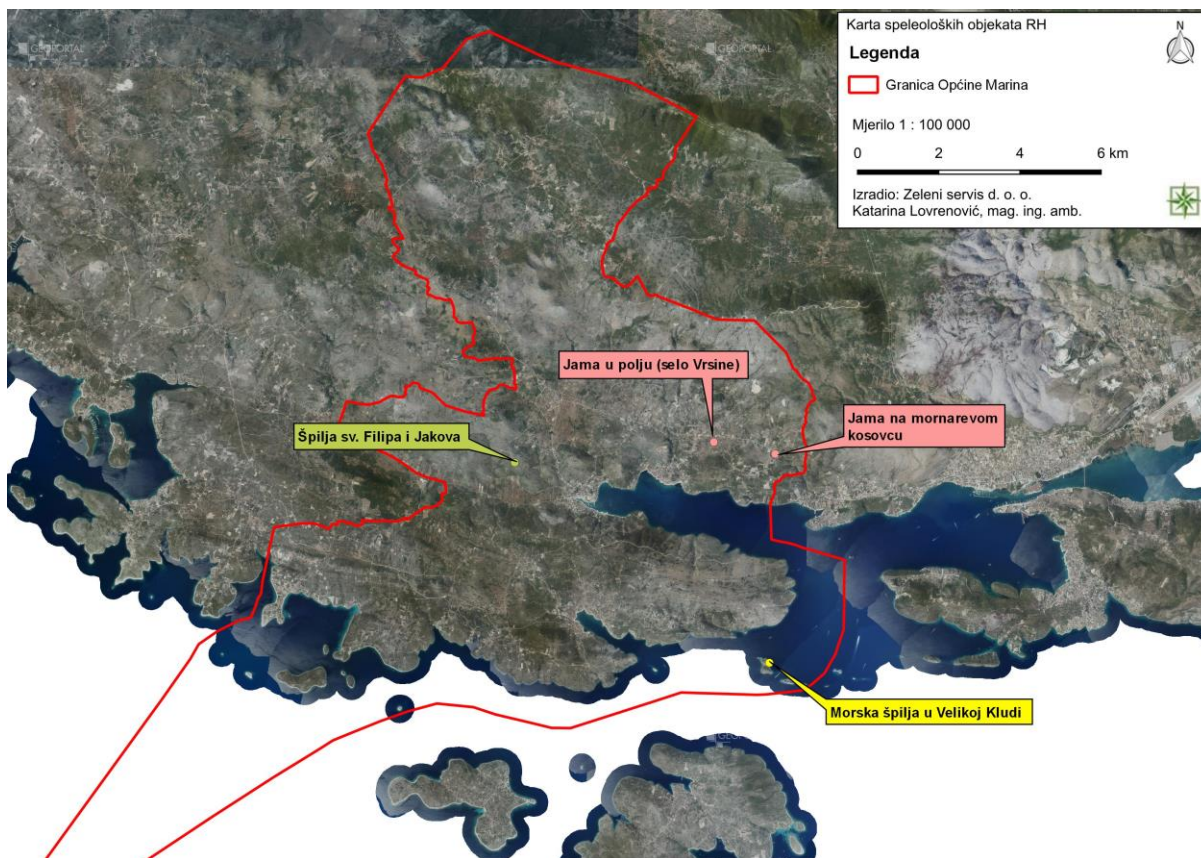 GEOPORTAL
GEOPORTAL
Karta speleoloških objekata RH
N
Legenda
Granica Općine Marina
Mjerilo 1 : 100 000
0 2 4 6 km
Izradio: Zeleni servis d. o. o.
Katarina Lovrenović, mag. ing. amb.
Jama u polju (selo Vrsine)
Jama na mornarevom
kosovcu
Špilja sv. Filipa i Jakova
Morska špilja u Velikoj Kludi